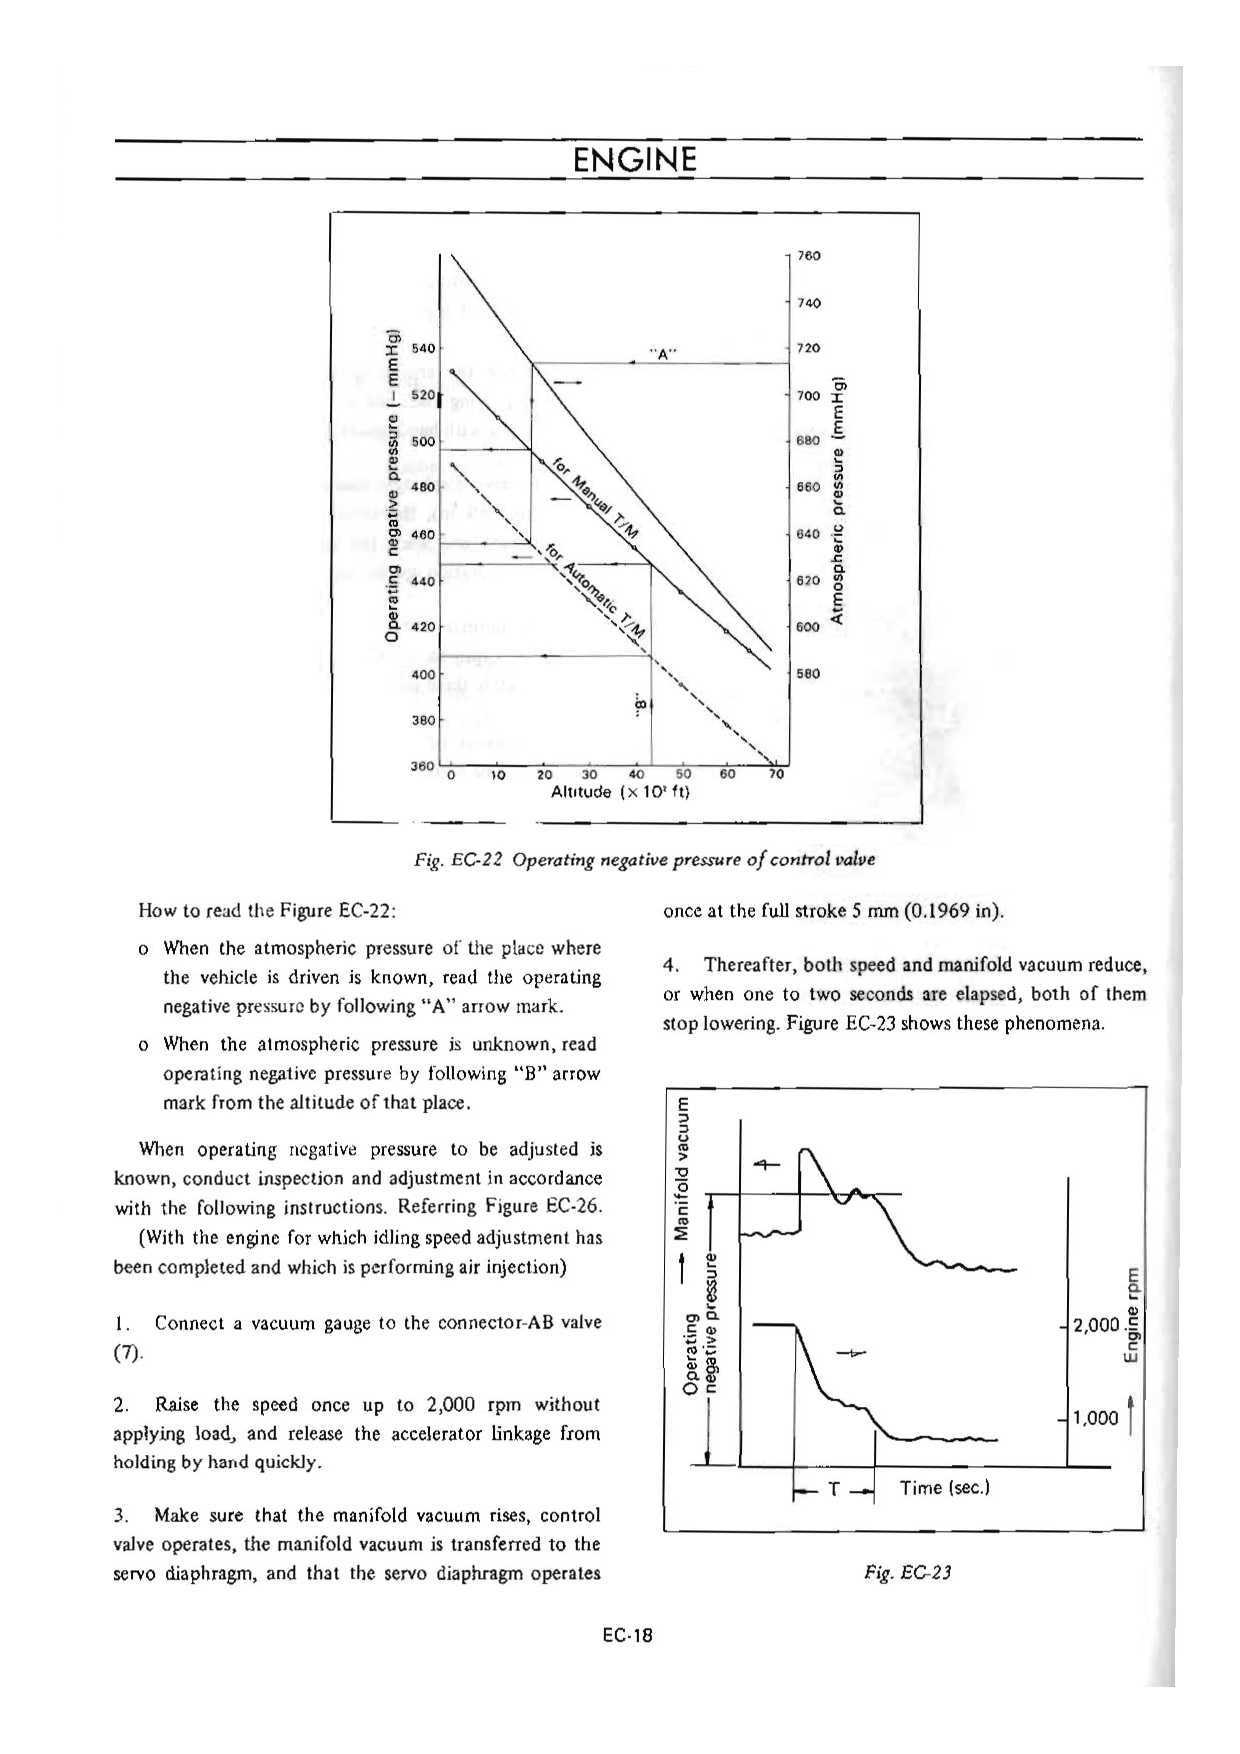 ENGINE
Operating negative pressure (− mmHg)
540
520
500
480
460
440
420
400
380
360
"A"
for Manual T/M
for Automatic T/M
"B"
760
740
720
700
680
660
640
620
600
580
Atmospheric pressure (mmHg)
0 10 20 30 40 50 60 70
Altitude (× 10² ft)
Fig. EC-22 Operating negative pressure of control valve
How to read the Figure EC-22:
o When the atmospheric pressure of the place where
the vehicle is driven is known, read the operating
negative pressure by following "A" arrow mark.
o When the atmospheric pressure is unknown, read
operating negative pressure by following "B" arrow
mark from the altitude of that place.
When operating negative pressure to be adjusted is
known, conduct inspection and adjustment in accordance
with the following instructions. Referring Figure EC-26.
(With the engine for which idling speed adjustment has
been completed and which is performing air injection)
1. Connect a vacuum gauge to the connector-AB valve
(7).
2. Raise the speed once up to 2,000 rpm without
applying load, and release the accelerator linkage from
holding by hand quickly.
3. Make sure that the manifold vacuum rises, control
valve operates, the manifold vacuum is transferred to the
servo diaphragm, and that the servo diaphragm operates
once at the full stroke 5 mm (0.1969 in).
4. Thereafter, both speed and manifold vacuum reduce,
or when one to two seconds are elapsed, both of them
stop lowering. Figure EC-23 shows these phenomena.
Manifold vacuum
Operating
negative pressure
2,000
1,000
Engine rpm
T
Time (sec.)
Fig. EC-23
EC-18